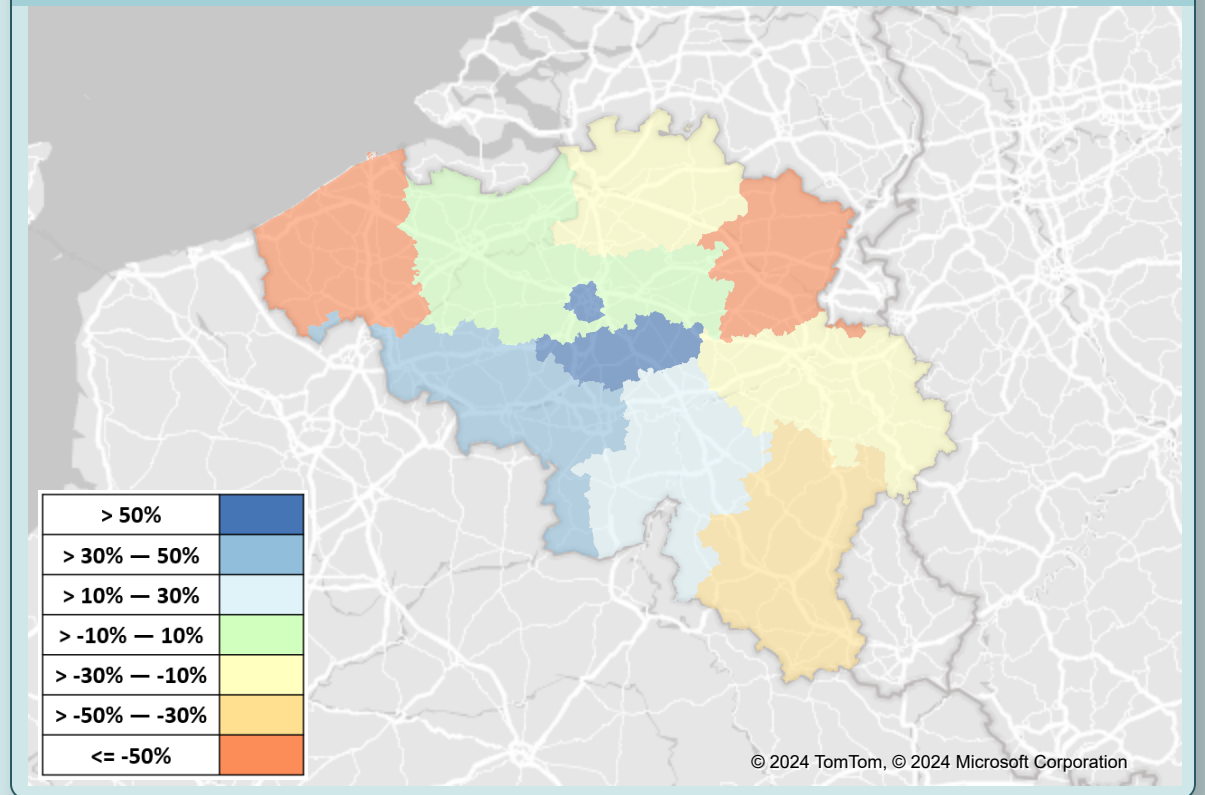 > 50%
> 30% — 50%
> 10% — 30%
> -10% — 10%
> -30% — -10%
> -50% — -30%
<= -50%
© 2024 TomTom, © 2024 Microsoft Corporation